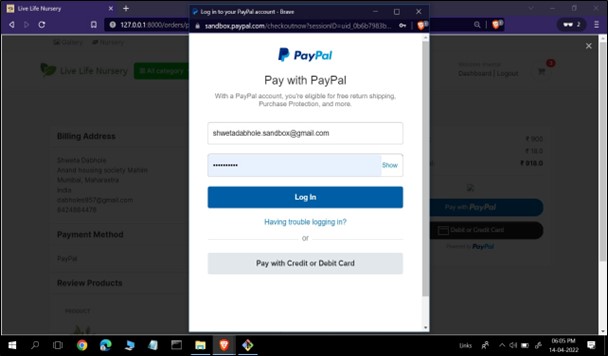 Live Life Nursery
Log in to your PayPal account - Brave
127.0.0.1:8000/orders/p
sandbox.paypal.com/checkoutnow?sessionID=uid_0b6b7983b...
2
Gallery
Nursery
Live Life Nursery
All category
Dashboard | Logout
PayPal
Pay with PayPal
With a PayPal account, you're eligible for free return shipping,
Purchase Protection, and more.
shwetadabhole.sandbox@gmail.com
••••••••••
Show
Log In
Having trouble logging in?
or
Pay with Credit or Debit Card
Billing Address
Shweta Dabhole
Anand housing society Mahim
Mumbai, Maharastra
India
Payment Method
PayPal
Review Products
PRODUCT
₹ 900
₹ 18.0
₹ 918.0
Pay with PayPal
Debit or Credit Card
Powered by PayPal
Links
06:05 PM
14-04-2022